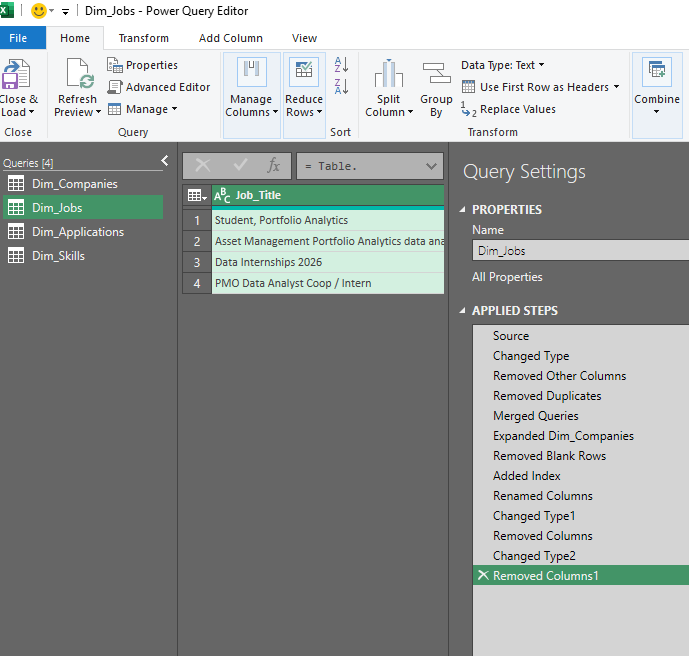 Dim_Jobs - Power Query Editor
File Home Transform Add Column View
Close &
Load
Close
Refresh
Preview
Properties
Advanced Editor
Manage
Query
Manage
Columns
Reduce
Rows
Sort
Split
Column
Group
By
Data Type: Text
Use First Row as Headers
Replace Values
Transform
Combine
Queries [4]
Dim_Companies
Dim_Jobs
Dim_Applications
Dim_Skills
fx = Table.
ABC Job_Title
1 Student, Portfolio Analytics
2 Asset Management Portfolio Analytics data ana
3 Data Internships 2026
4 PMO Data Analyst Coop / Intern
Query Settings
PROPERTIES
Name
Dim_Jobs
All Properties
APPLIED STEPS
Source
Changed Type
Removed Other Columns
Removed Duplicates
Merged Queries
Expanded Dim_Companies
Removed Blank Rows
Added Index
Renamed Columns
Changed Type1
Removed Columns
Changed Type2
Removed Columns1